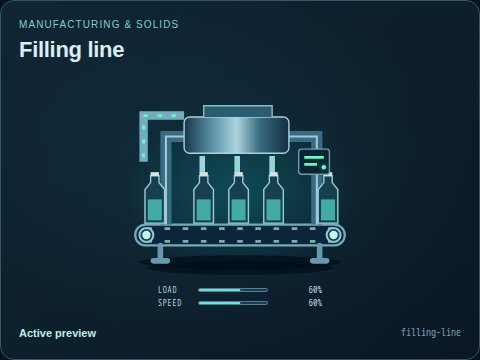 MANUFACTURING & SOLIDS
Filling line
LOAD 60%
SPEED 60%
Active preview
filling-line